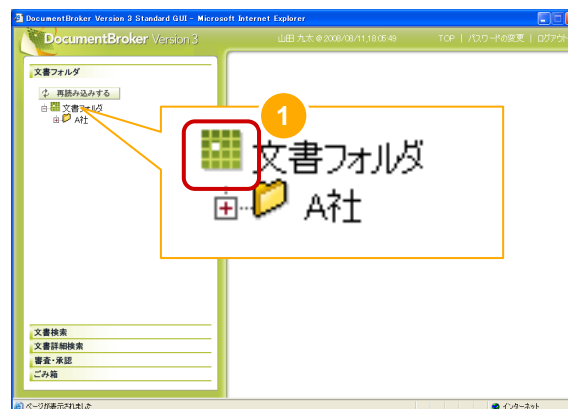 DocumentBroker Version 3 Standard GUI - Microsoft Internet Explorer
DocumentBroker Version 3
山田 九太 @ 2008/08/11,18:05:49 TOP | パスワードの変更 | ログアウト
文書フォルダ
再読み込みする
文書フォルダ
A社
1
文書フォルダ
A社
文書検索
文書詳細検索
審査・承認
ごみ箱
ページが表示されました
インターネット